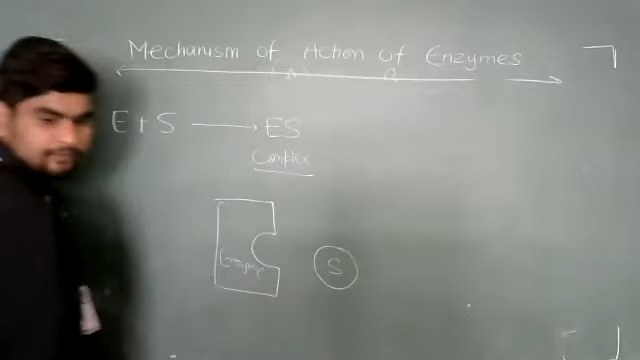 Mechanism of Action of Enzymes
E + S ⟶ ES
Complex
Enzyme
S